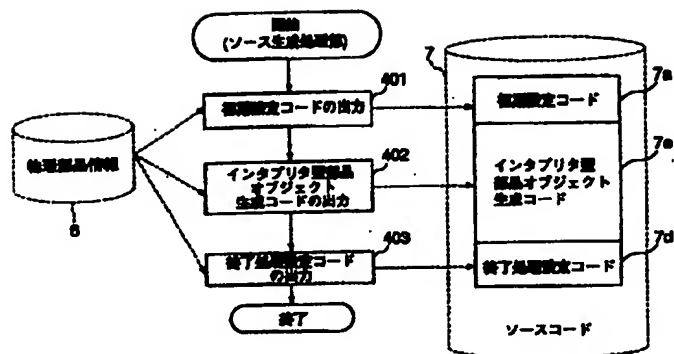 開始
(ソース生成処理部)
401
初期設定コードの出力
402
インタプリタ型部品
オブジェクト
生成コードの出力
403
終了処理設定コード
の出力
終了
物理部品情報
6
7
7a
初期設定コード
7e
インタプリタ型
部品オブジェクト
生成コード
7d
終了処理設定コード
ソースコード